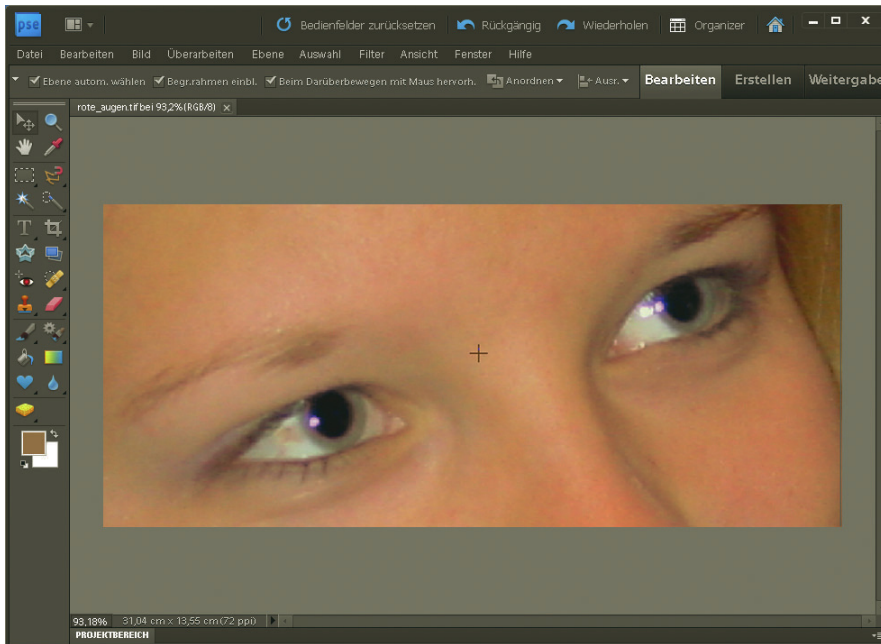 pse Bedienfelder zurücksetzen Rückgängig Wiederholen Organizer
Datei Bearbeiten Bild Überarbeiten Ebene Auswahl Filter Ansicht Fenster Hilfe
Ebene autom. wählen Begr.rahmen einbl. Beim Darüberbewegen mit Maus hervorh. Anordnen Ausr. Bearbeiten Erstellen Weitergabe
rote_augen.tif bei 93,2% (RGB/8) x
T
93,18% 31,04 cm x 13,55 cm (72 ppi)
PROJEKTBEREICH